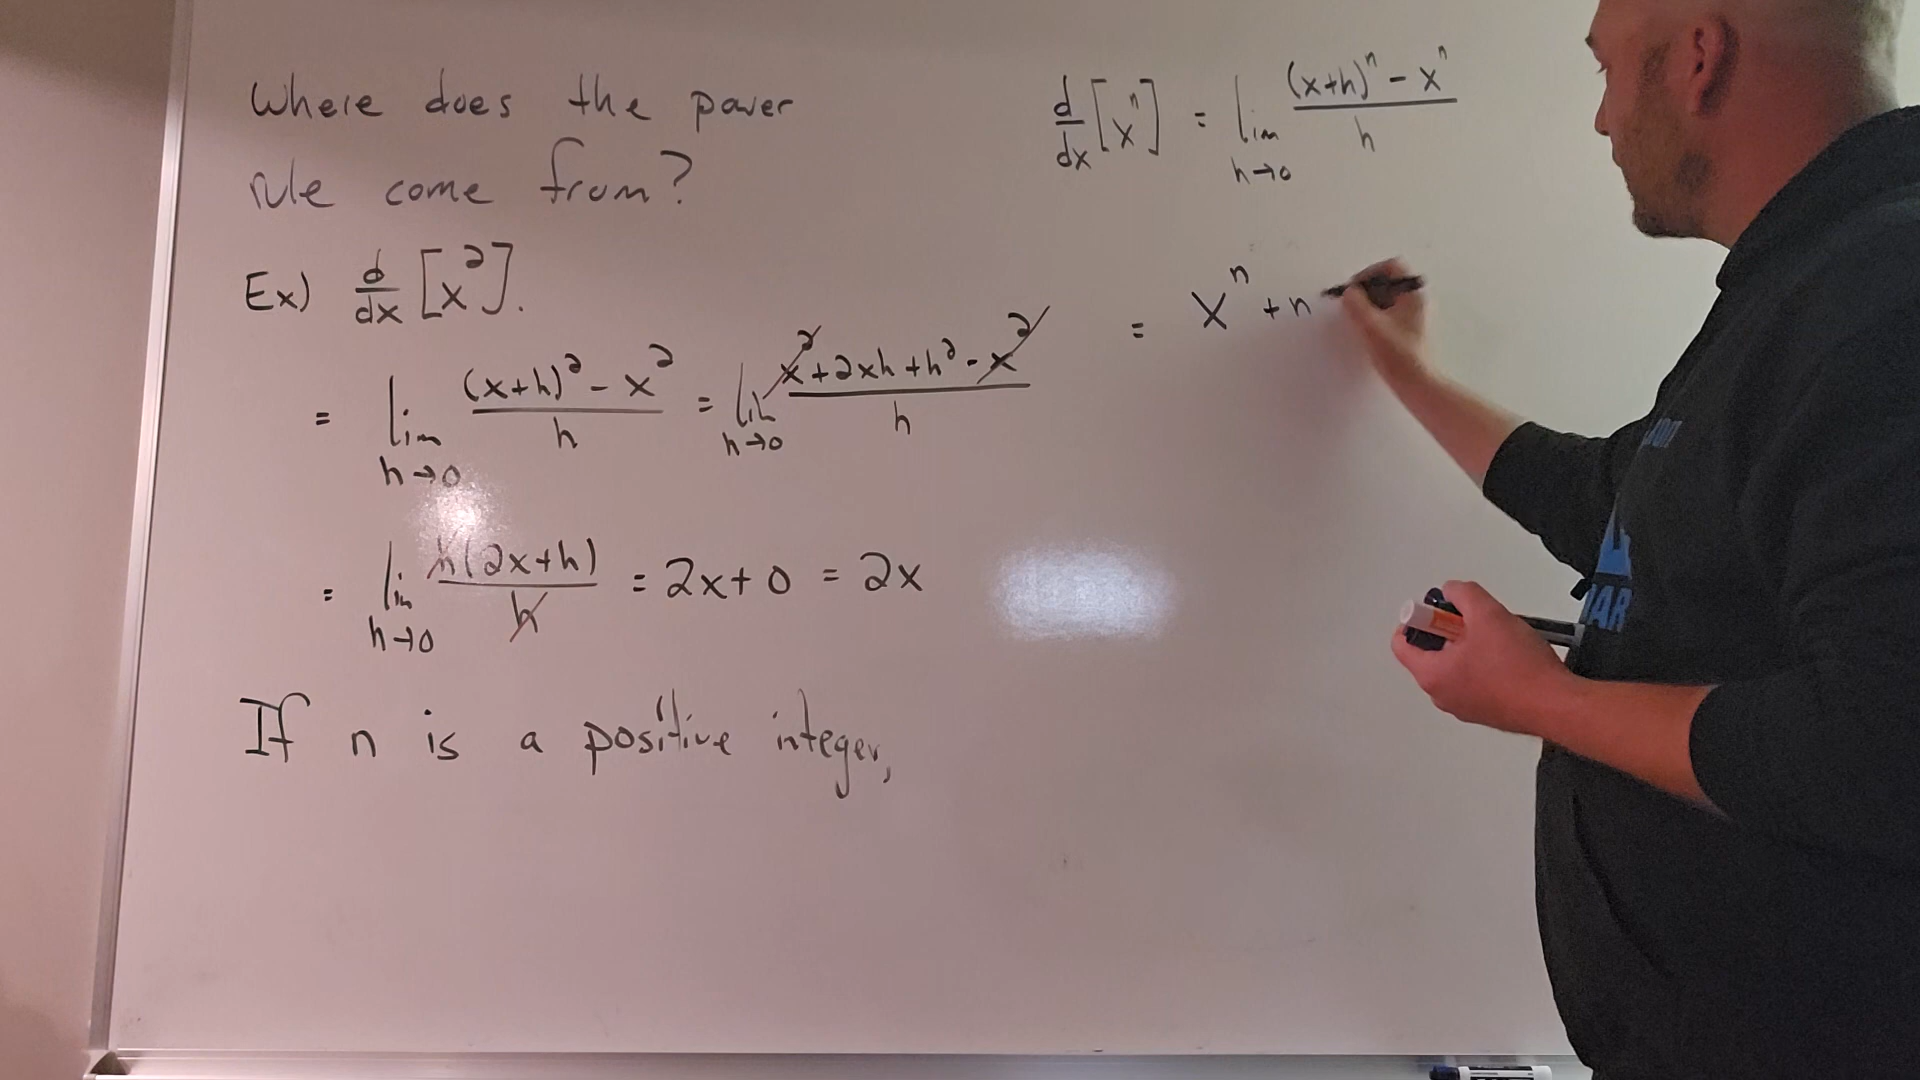 Where does the power
rule come from?
Ex) d/dx [x^2].
= lim h→0 ((x+h)^2 - x^2)/h = lim h→0 (x^2+2xh+h^2-x^2)/h
= lim h→0 h(2x+h)/h = 2x+0 = 2x
If n is a positive integer,
d/dx [x^n] = lim h→0 ((x+h)^n - x^n)/h
= x^n + n